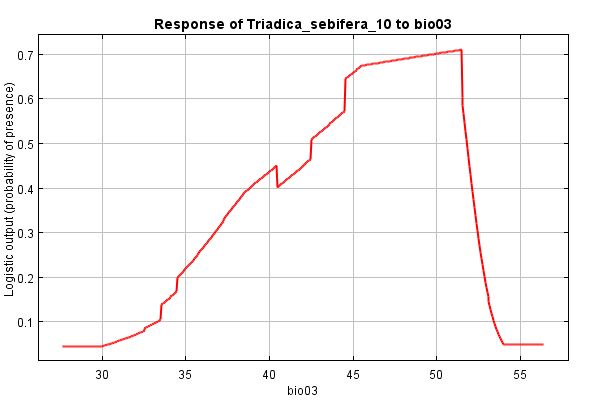 Response of Triadica_sebifera_10 to bio03
Logistic output (probability of presence)
0.7
0.6
0.5
0.4
0.3
0.2
0.1
30 35 40 45 50 55
bio03